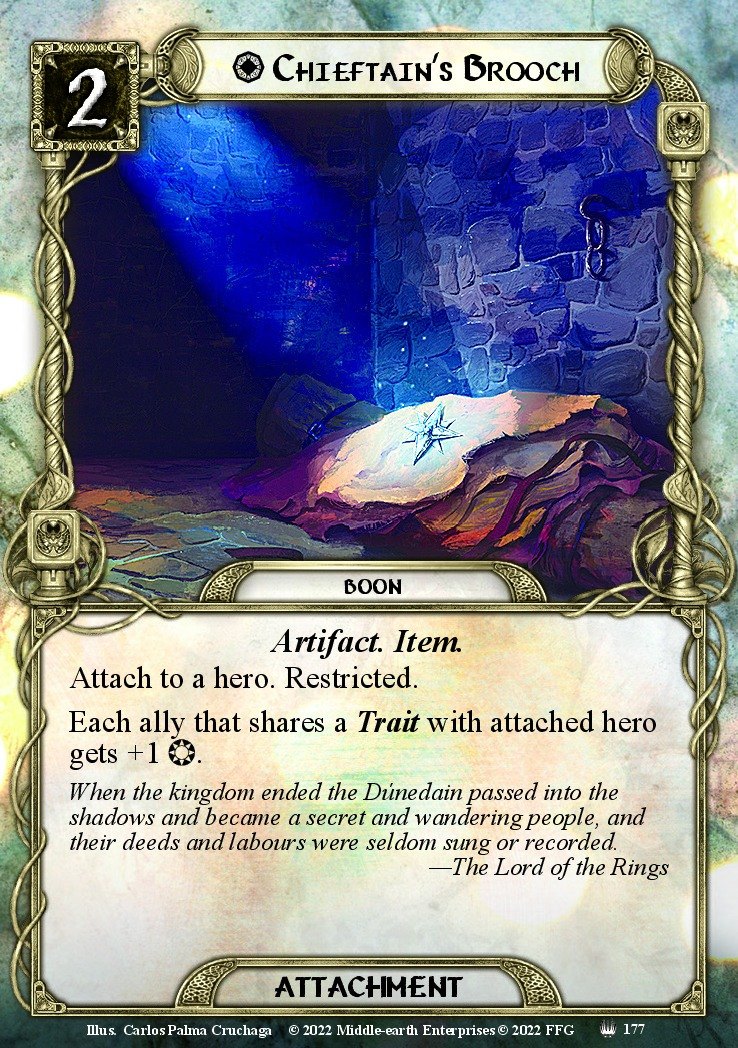 Chieftain's Brooch
2
BOON
Artifact. Item.
Attach to a hero. Restricted.
Each ally that shares a Trait with attached hero
gets +1 .
When the kingdom ended the Dúnedain passed into the
shadows and became a secret and wandering people, and
their deeds and labours were seldom sung or recorded.
—The Lord of the Rings
ATTACHMENT
Illus. Carlos Palma Cruchaga © 2022 Middle-earth Enterprises © 2022 FFG 177